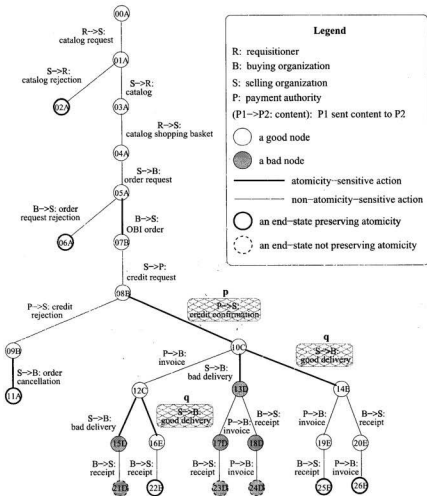 00A
R->S:
catalog request
01A
S->R:
catalog rejection
02A
S->R:
catalog
03A
R->S:
catalog shopping basket
04A
S->B:
order request
05A
B->S: order
request rejection
06A
B->S:
OBI order
07B
S->P:
credit request
08B
P->S: credit
rejection
09B
S->B: order
cancellation
11A
p
P->S:
credit confirmation
10C
P->B:
invoice
S->B:
bad delivery
q
S->B:
good delivery
12C
13D
14E
S->B:
bad delivery
q
S->B:
good delivery
15D
16E
P->B:
invoice
B->S:
receipt
17D
18D
P->B:
invoice
B->S:
receipt
19E
20E
B->S:
receipt
B->S:
receipt
21D
22E
B->S:
receipt
P->B:
invoice
23D
24D
B->S:
receipt
P->B:
invoice
25E
26E
Legend
R: requisitioner
B: buying organization
S: selling organization
P: payment authority
(P1->P2: content): P1 sent content to P2
a good node
a bad node
atomicity-sensitive action
non-atomicity-sensitive action
an end-state preserving atomicity
an end-state not preserving atomicity